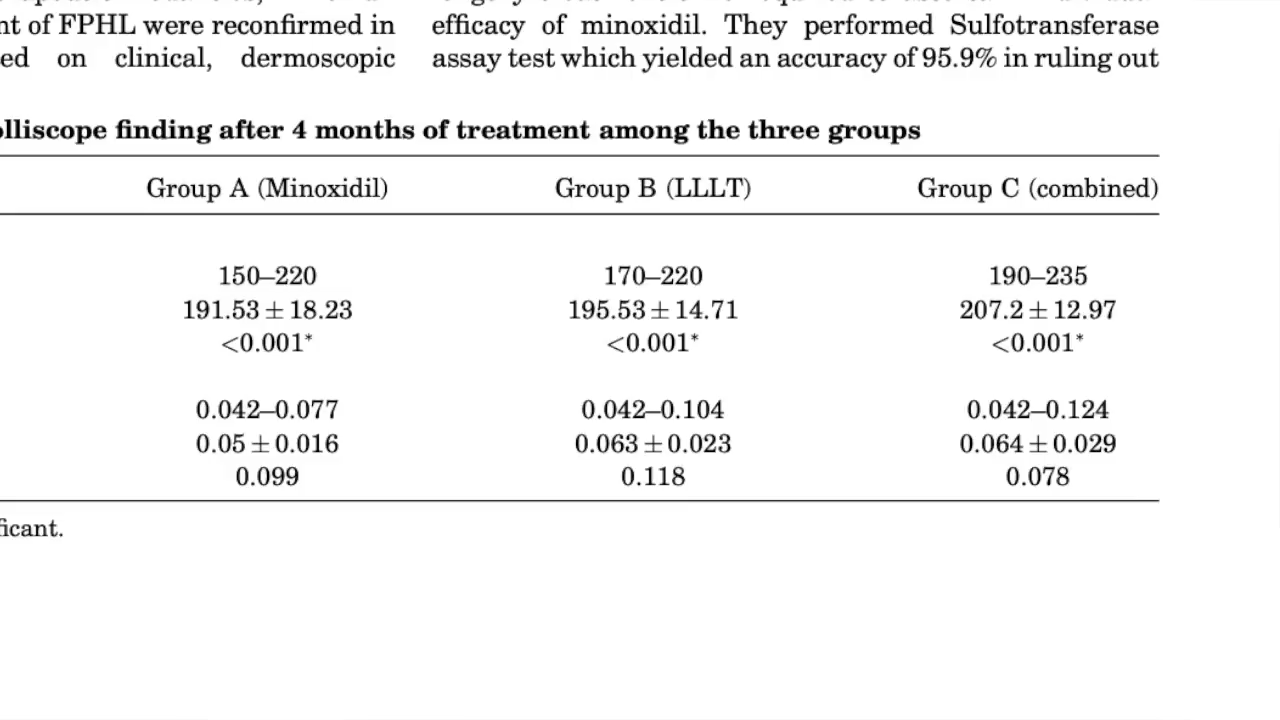 nt of FPHL were reconfirmed in
ed on clinical, dermoscopic
efficacy of minoxidil. They performed Sulfotransferase
assay test which yielded an accuracy of 95.9% in ruling out
olliscope finding after 4 months of treatment among the three groups
Group A (Minoxidil) Group B (LLLT) Group C (combined)
150–220 170–220 190–235
191.53 ± 18.23 195.53 ± 14.71 207.2 ± 12.97
<0.001* <0.001* <0.001*
0.042–0.077 0.042–0.104 0.042–0.124
0.05 ± 0.016 0.063 ± 0.023 0.064 ± 0.029
0.099 0.118 0.078
ficant.